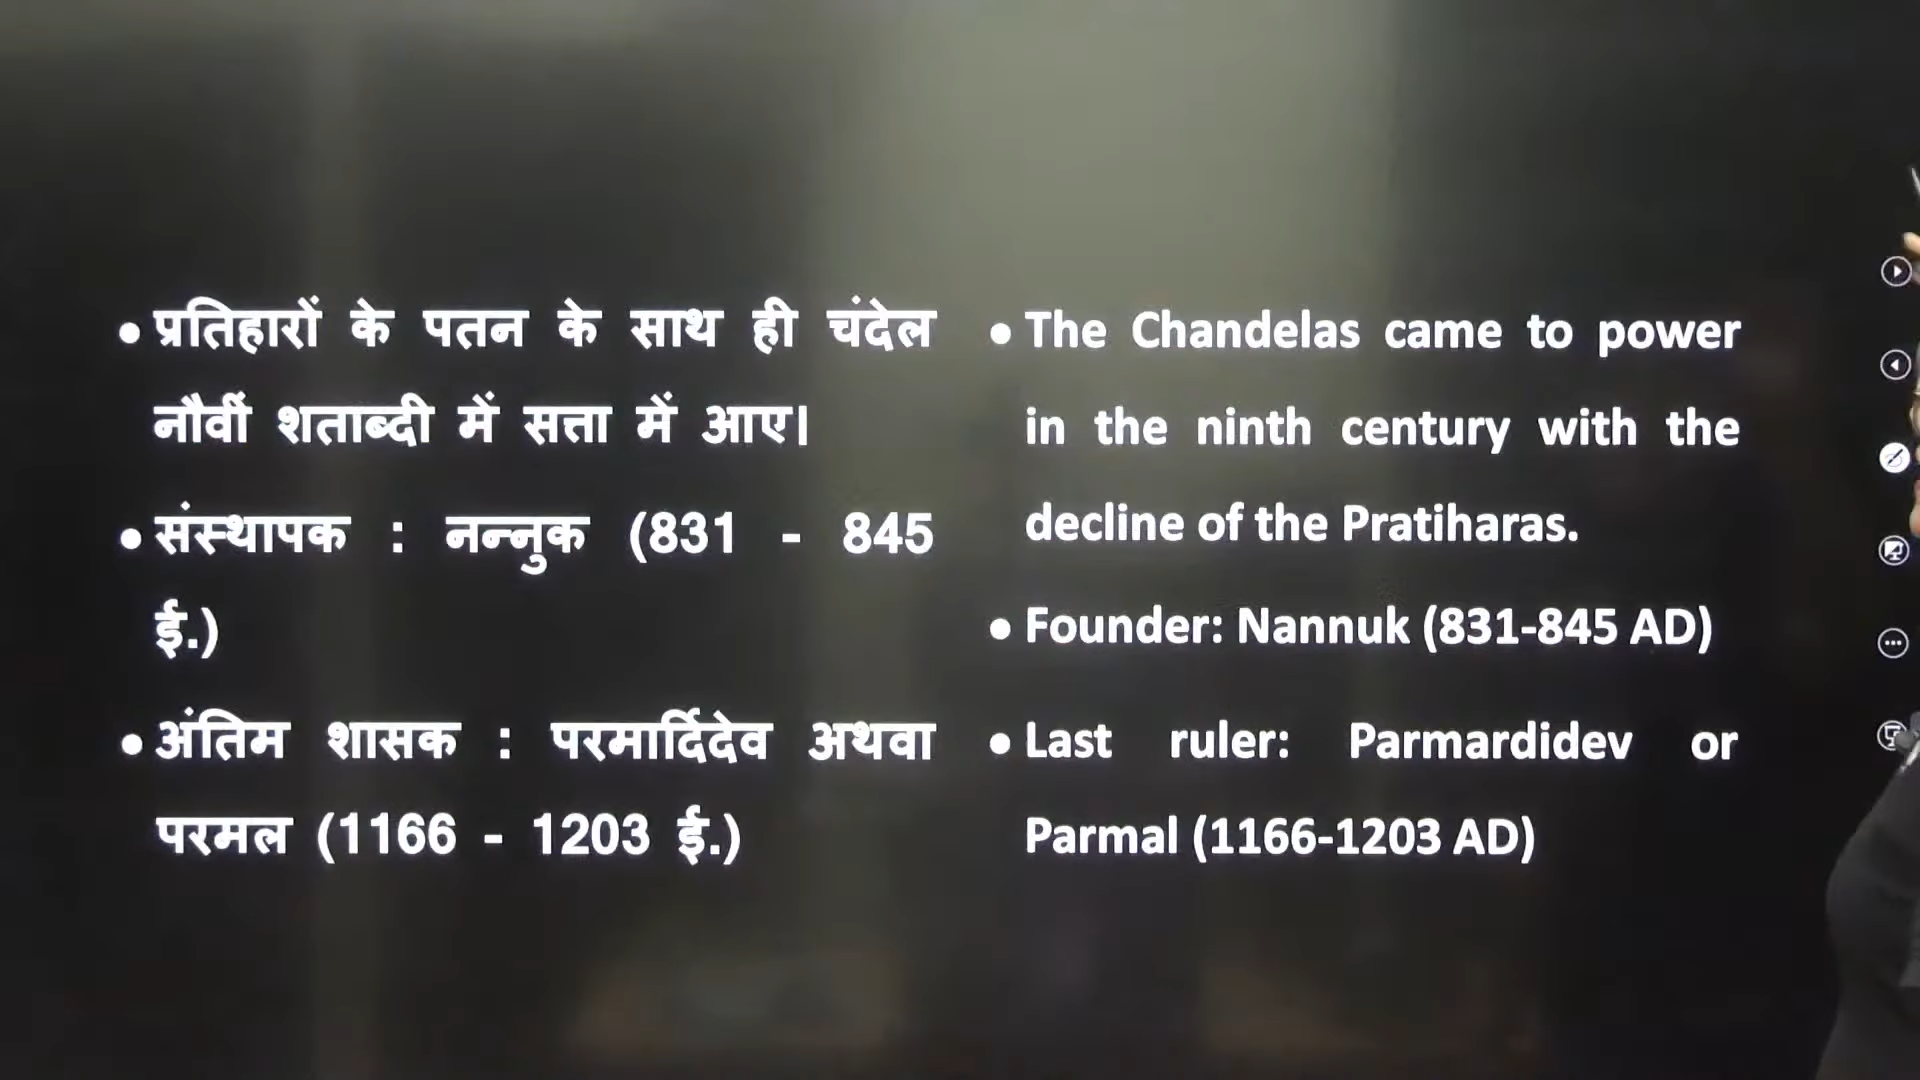 • प्रतिहारों के पतन के साथ ही चंदेल
नौवीं शताब्दी में सत्ता में आए।
• संस्थापक : नन्नुक (831 - 845
ई.)
• अंतिम शासक : परमार्दिदेव अथवा
परमल (1166 - 1203 ई.)
• The Chandelas came to power
in the ninth century with the
decline of the Pratiharas.
• Founder: Nannuk (831-845 AD)
• Last ruler: Parmardidev or
Parmal (1166-1203 AD)